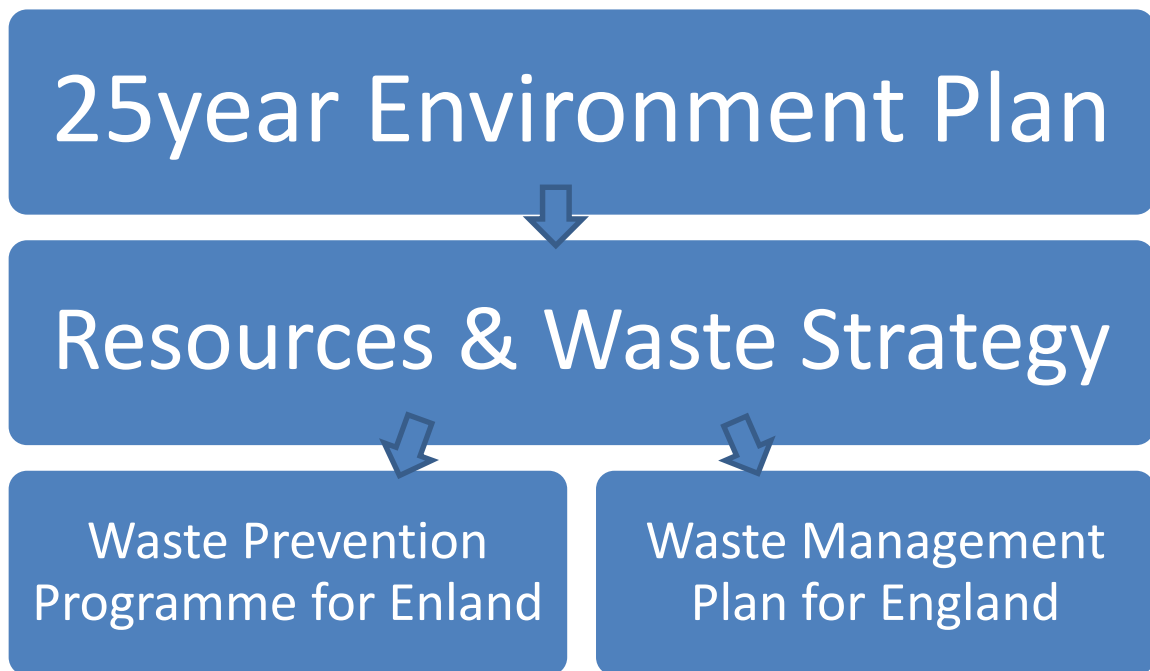 25year Environment Plan
Resources & Waste Strategy
Waste Prevention
Programme for Enland
Waste Management
Plan for England